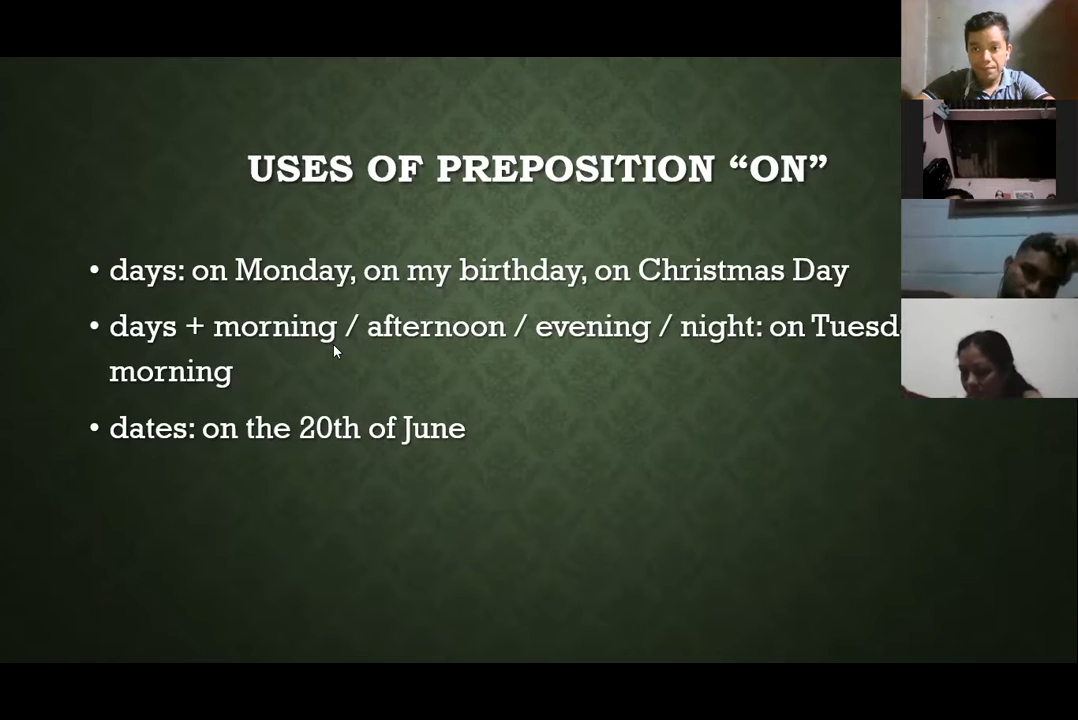 USES OF PREPOSITION “ON”
• days: on Monday, on my birthday, on Christmas Day
• days + morning / afternoon / evening / night: on
morning
• dates: on the 20th of June